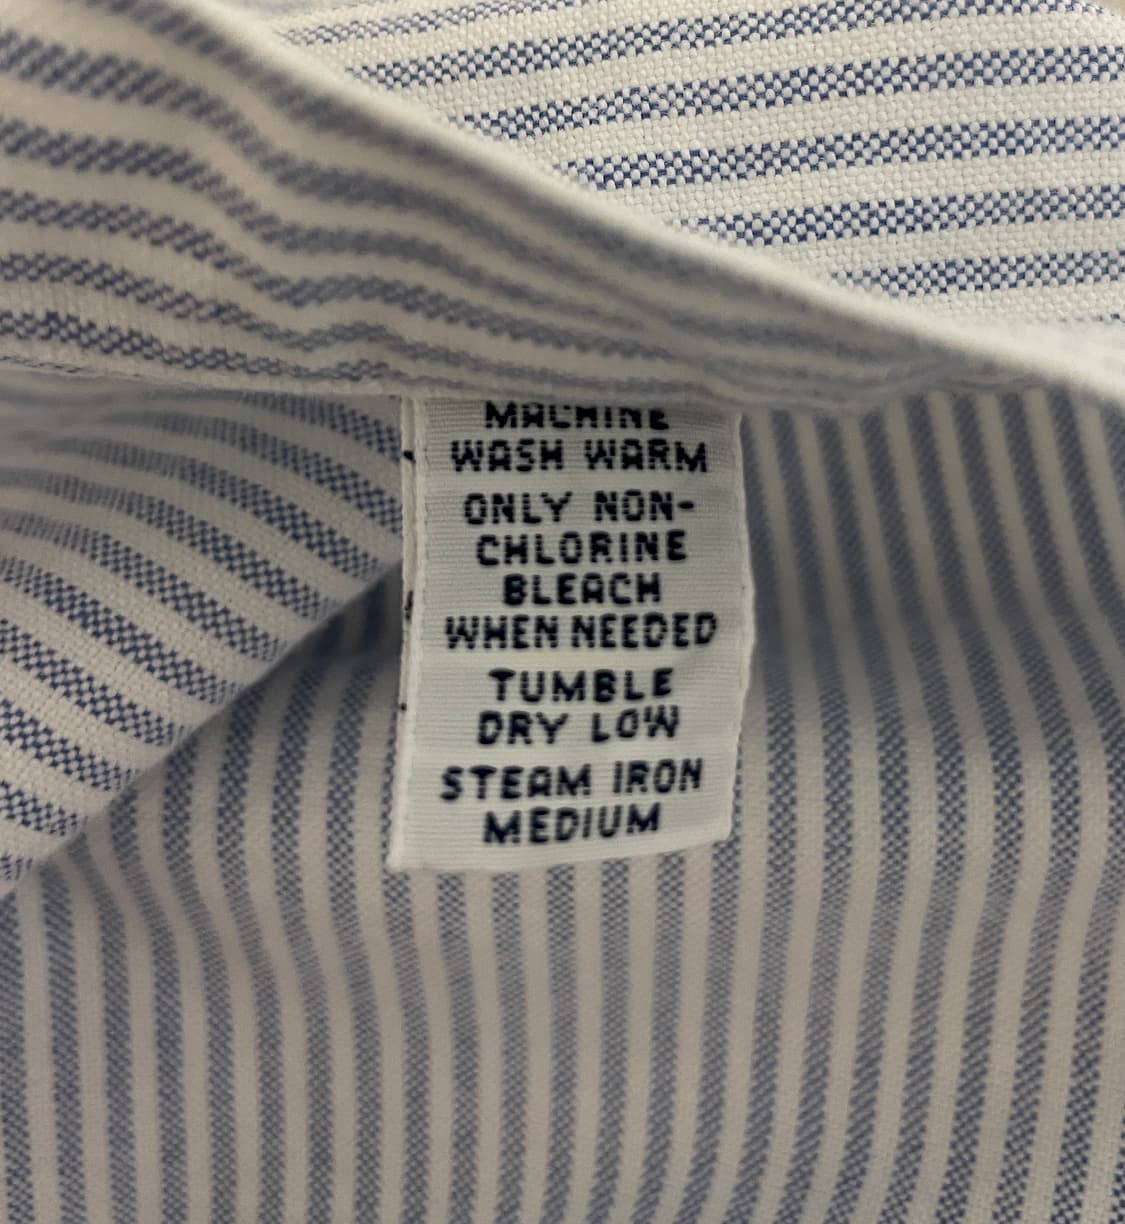 MACHINE
WASH WARM
ONLY NON-
CHLORINE
BLEACH
WHEN NEEDED
TUMBLE
DRY LOW
STEAM IRON
MEDIUM